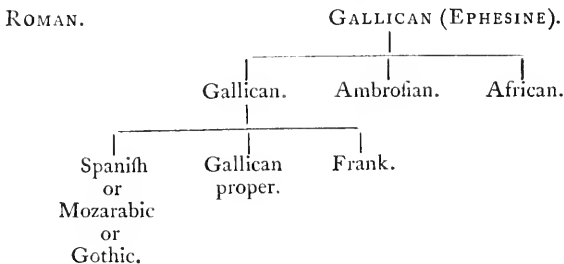 ROMAN. GALLICAN (EPHESINE).
Gallican. Ambroſian. African.
Spaniſh Gallican Frank.
or proper.
Mozarabic
or
Gothic.